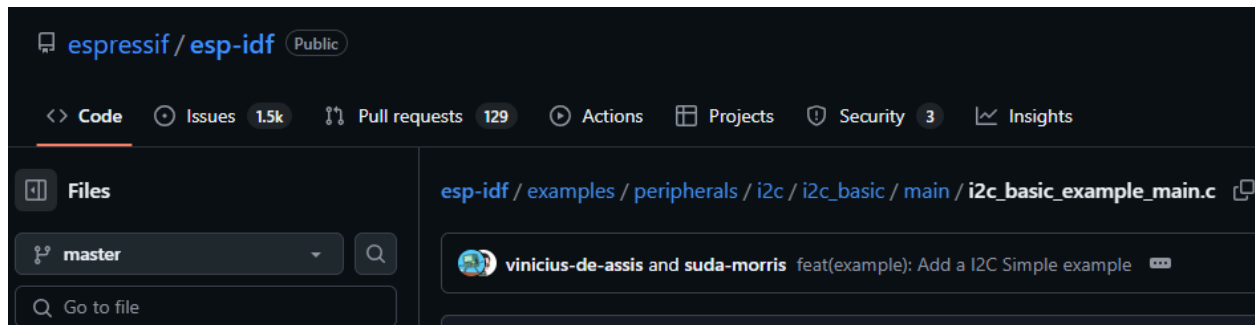 espressif / esp-idf Public
<> Code Issues 1.5k Pull requests 129 Actions Projects Security 3 Insights
Files
esp-idf / examples / peripherals / i2c / i2c_basic / main / i2c_basic_example_main.c
master
vinicius-de-assis and suda-morris feat(example): Add a I2C Simple example
Go to file